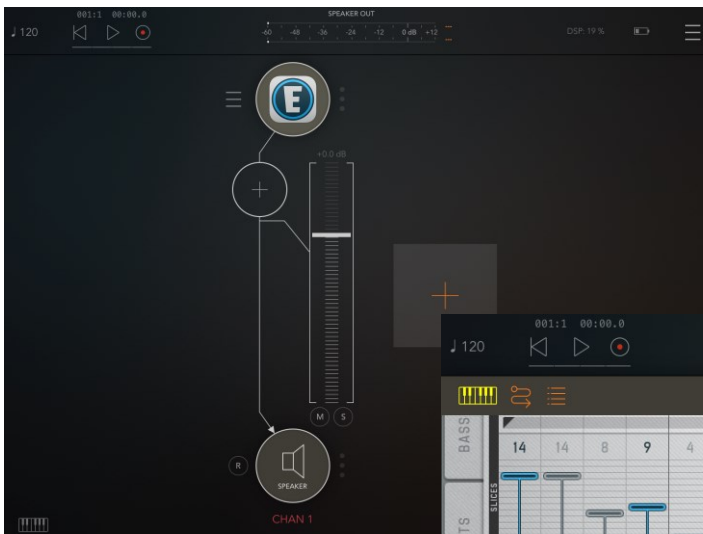 SPEAKER OUT
001:1 00:00.0
♩ 120
-60 -48 -36 -24 -12 0 dB +12
DSP: 19 %
E
+0.0 dB
M S
R
SPEAKER
CHAN 1
001:1 00:00.0
♩ 120
BASS
14 14 8 9 4
SLICES
TS